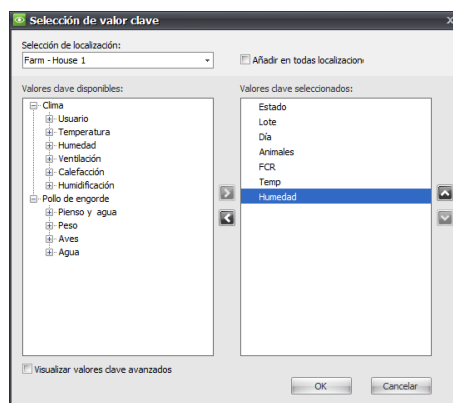 Selección de valor clave
Selección de localización:
Farm - House 1
Añadir en todas localizacion
Valores clave disponibles:
Valores clave seleccionados:
Clima
Usuario
Temperatura
Humedad
Ventilación
Calefacción
Humidificación
Pollo de engorde
Pienso y agua
Peso
Aves
Agua
Estado
Lote
Día
Animales
FCR
Temp
Humedad
Visualizar valores clave avanzados
OK
Cancelar